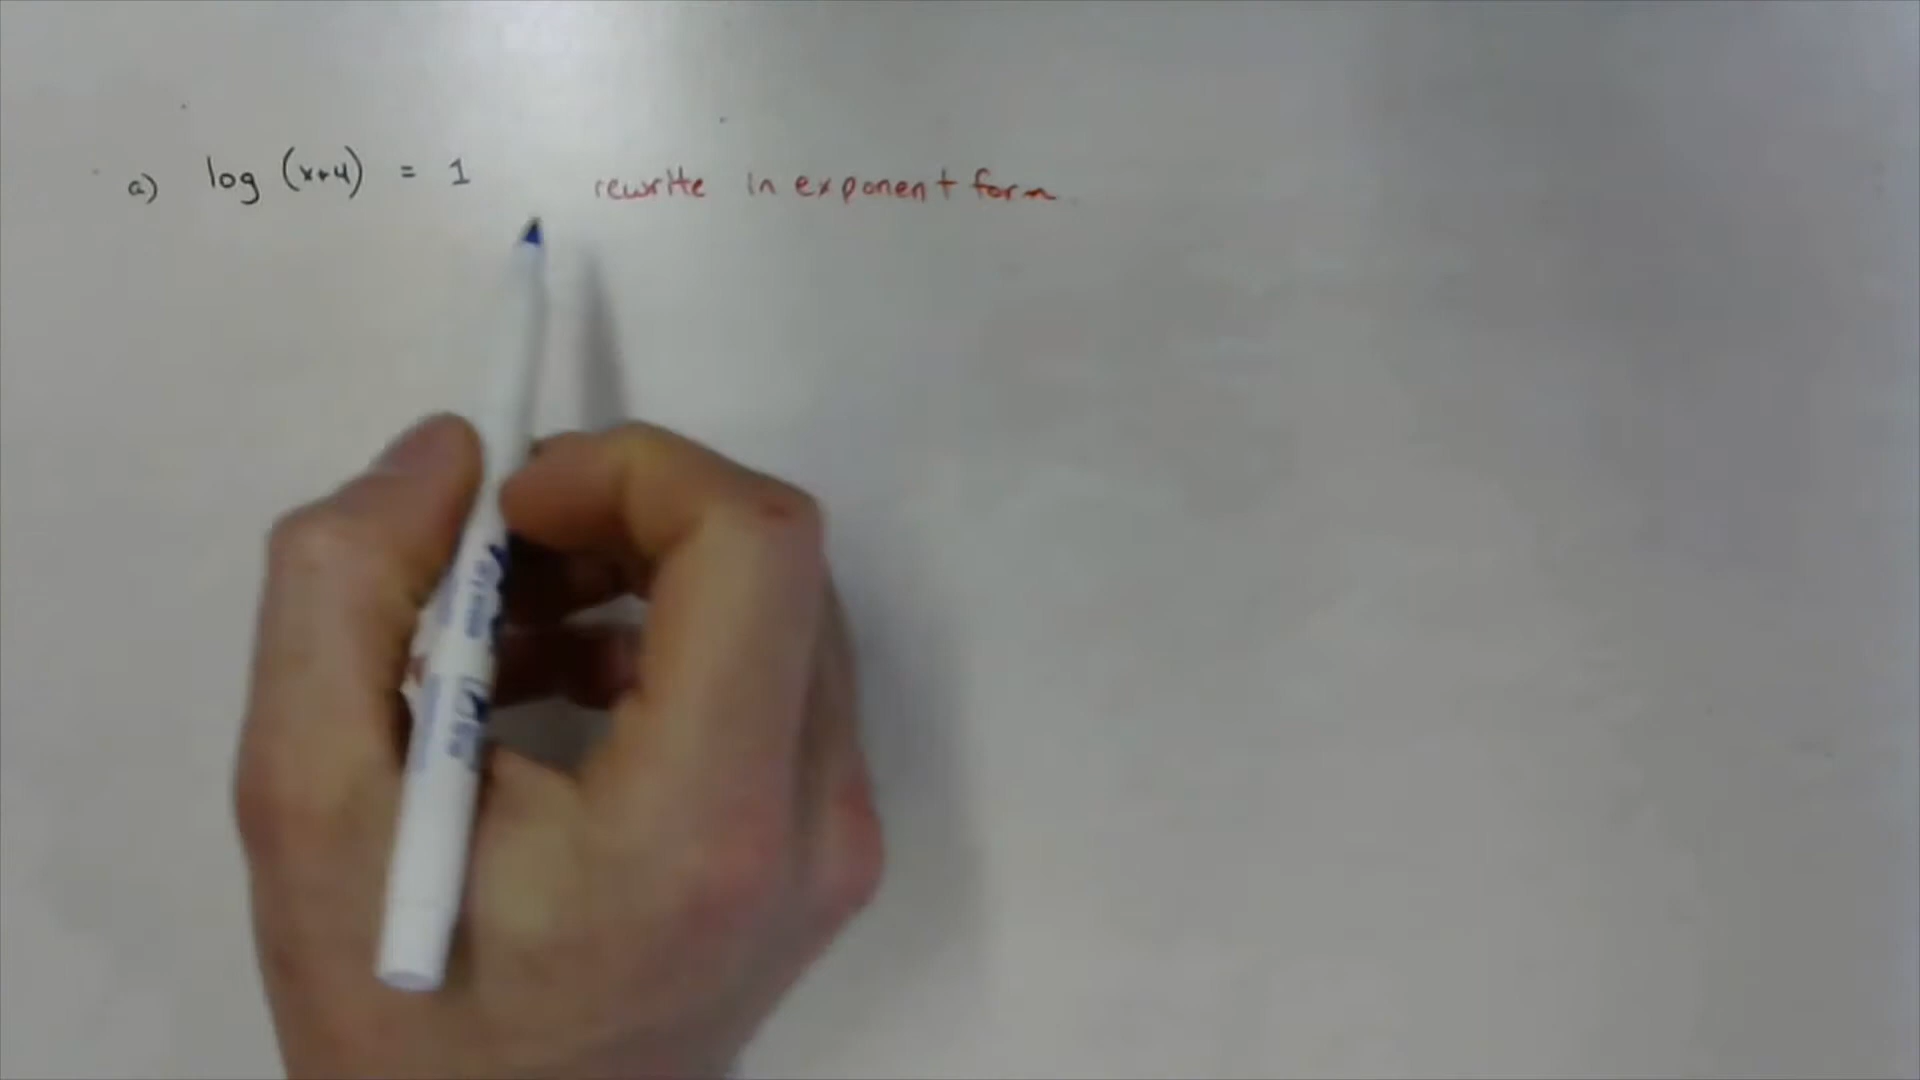 a) log (x+4) = 1 rewrite in exponent form